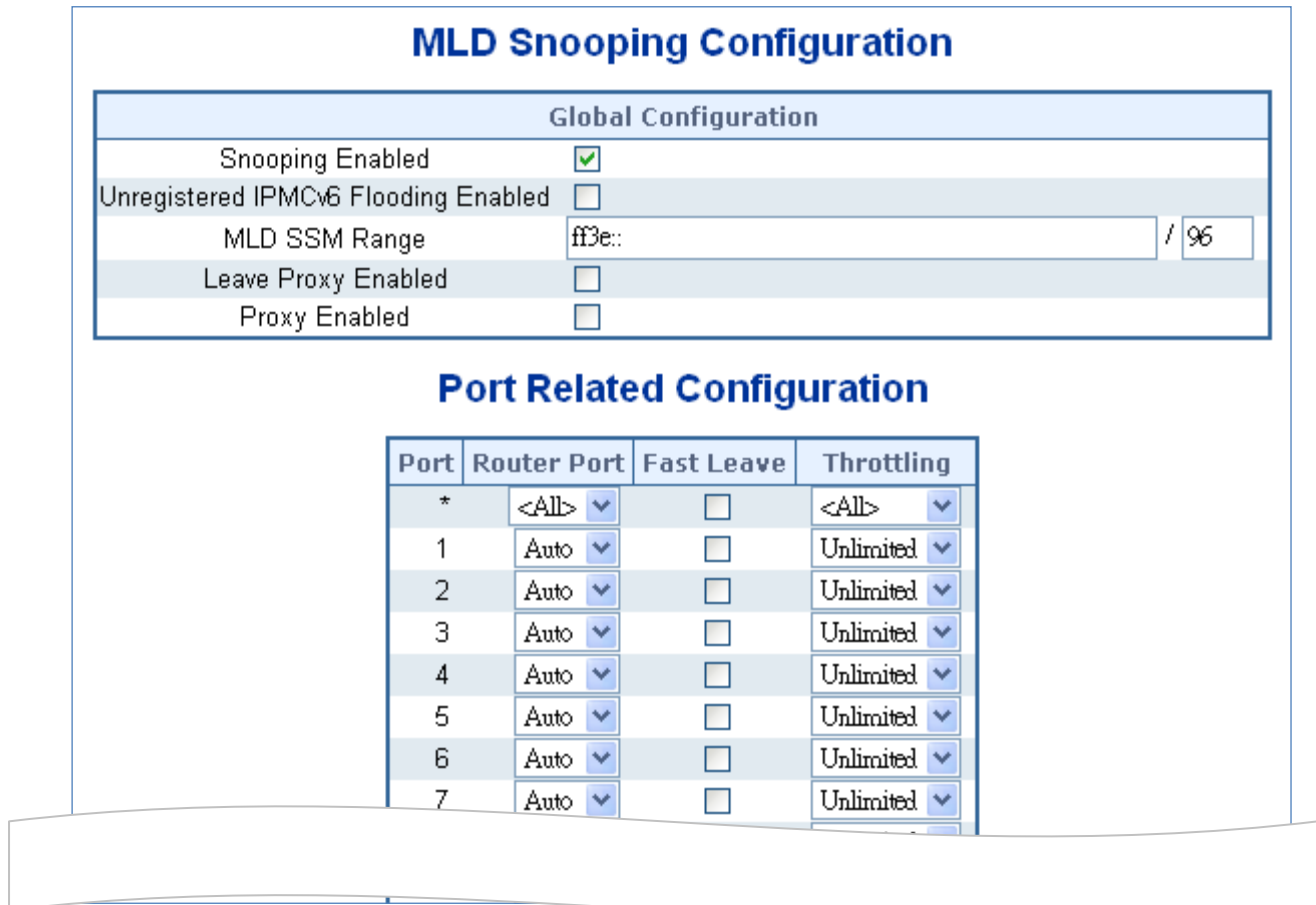 MLD Snooping Configuration
Global Configuration
Snooping Enabled
Unregistered IPMCv6 Flooding Enabled
MLD SSM Range ff3e:: / 96
Leave Proxy Enabled
Proxy Enabled
Port Related Configuration
Port Router Port Fast Leave Throttling
* <All> <All>
1 Auto Unlimited
2 Auto Unlimited
3 Auto Unlimited
4 Auto Unlimited
5 Auto Unlimited
6 Auto Unlimited
7 Auto Unlimited